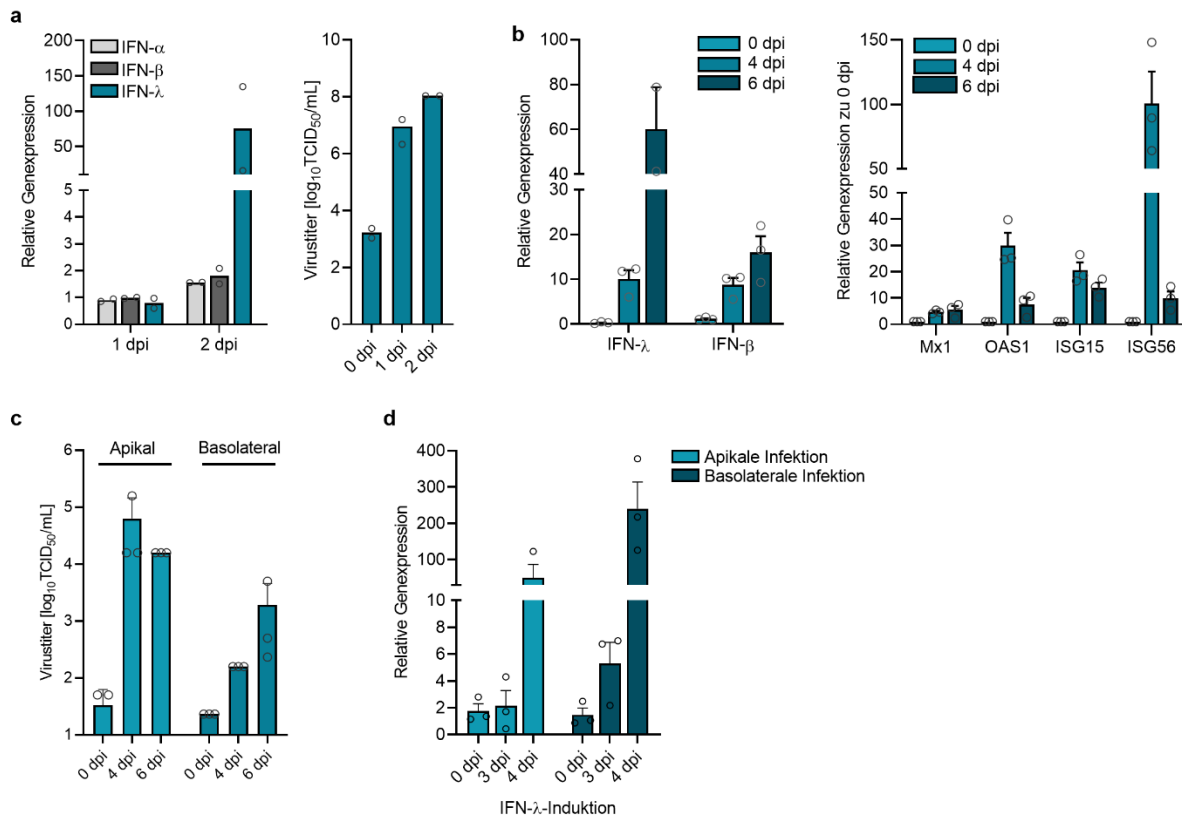 a
Relative Genexpression
200
150
100
50
5
4
3
2
1
0
IFN-α
IFN-β
IFN-λ
1 dpi
2 dpi
Virustiter [log₁₀TCID₅₀/mL]
10
8
6
4
2
0
0 dpi
1 dpi
2 dpi
b
Relative Genexpression
100
80
60
40
20
10
0
0 dpi
4 dpi
6 dpi
IFN-λ
IFN-β
Relative Genexpression zu 0 dpi
150
100
50
40
30
20
10
0
0 dpi
4 dpi
6 dpi
Mx1
OAS1
ISG15
ISG56
c
Virustiter [log₁₀TCID₅₀/mL]
6
5
4
3
2
1
Apikal
Basolateral
0 dpi
4 dpi
6 dpi
0 dpi
4 dpi
6 dpi
d
Relative Genexpression
400
300
200
100
10
8
6
4
2
0
Apikale Infektion
Basolaterale Infektion
0 dpi
3 dpi
4 dpi
0 dpi
3 dpi
4 dpi
IFN-λ-Induktion